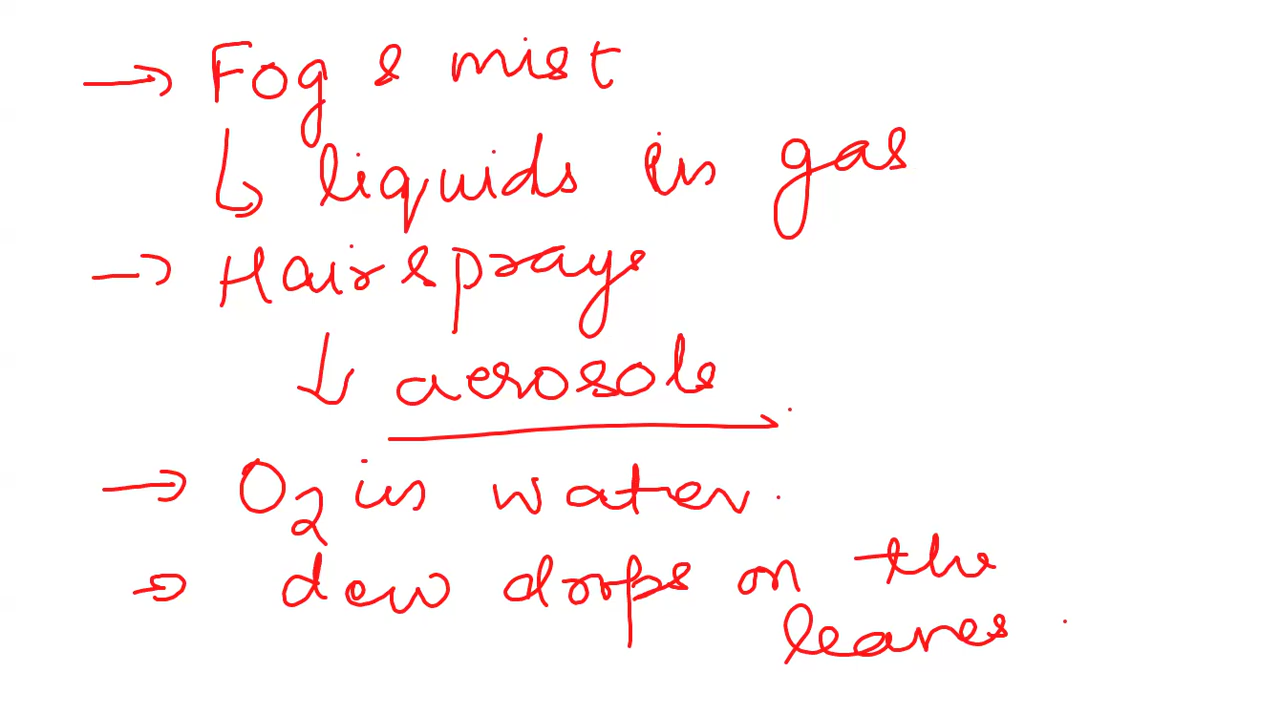 → Fog & mist
↳ liquids in gas
→ Hairsprays
↓ aerosols
→ O₂ in water.
→ dew drops on the
leaves.